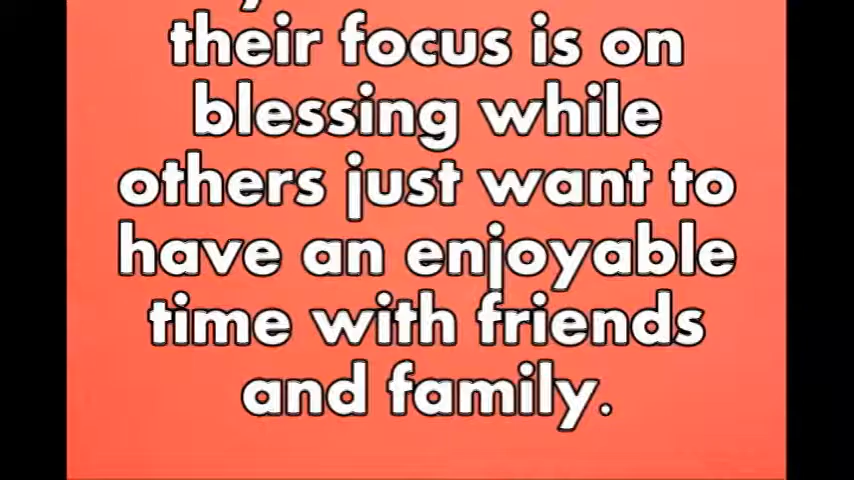 their focus is on
blessing while
others just want to
have an enjoyable
time with friends
and family.